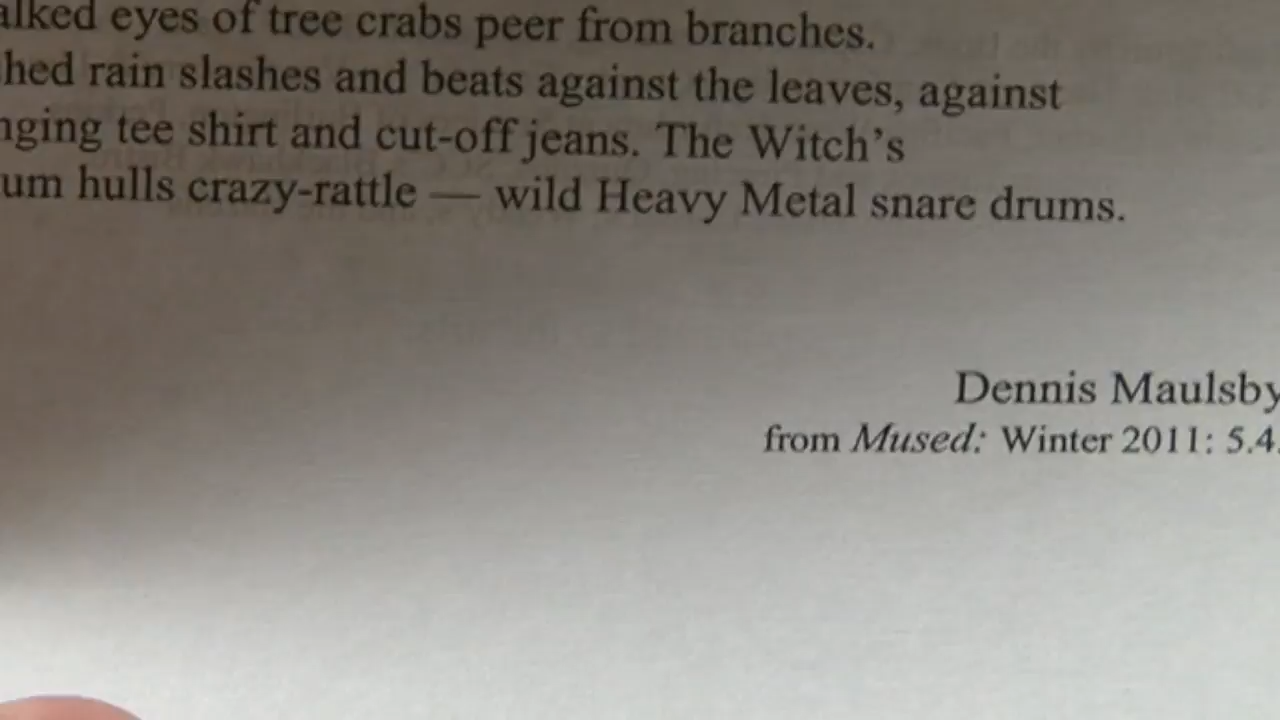 alked eyes of tree crabs peer from branches.
hed rain slashes and beats against the leaves, against
nging tee shirt and cut-off jeans. The Witch's
um hulls crazy-rattle — wild Heavy Metal snare drums.
Dennis Maulsby
from Mused: Winter 2011: 5.4.